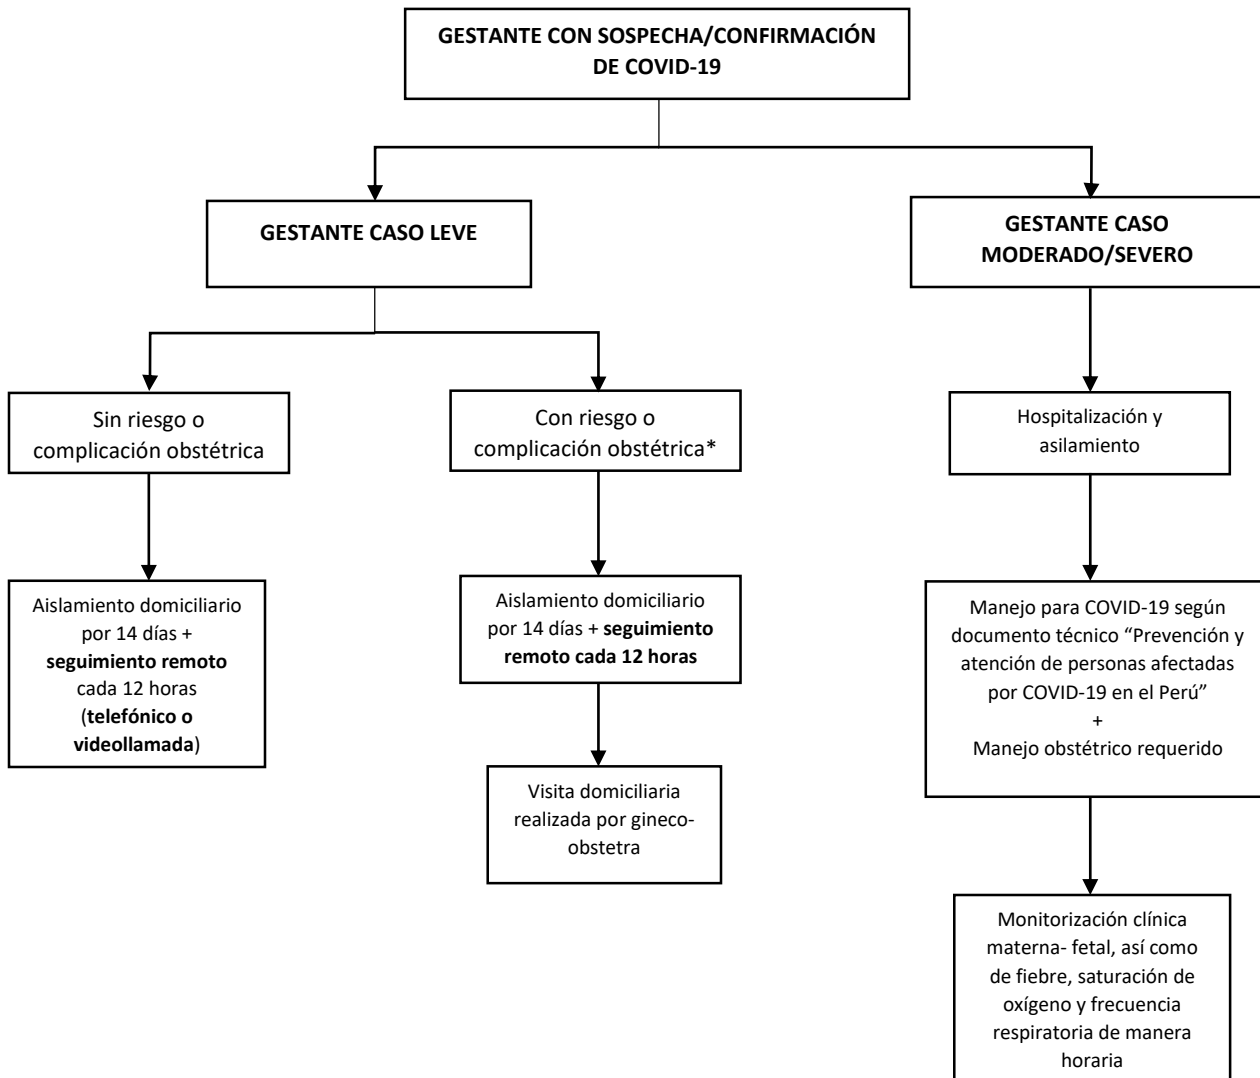 GESTANTE CON SOSPECHA/CONFIRMACIÓN
DE COVID-19
GESTANTE CASO LEVE
GESTANTE CASO
MODERADO/SEVERO
Sin riesgo o
complicación obstétrica
Con riesgo o
complicación obstétrica*
Hospitalización y
asilamiento
Aislamiento domiciliario
por 14 días +
seguimiento remoto
cada 12 horas
(telefónico o
videollamada)
Aislamiento domiciliario
por 14 días + seguimiento
remoto cada 12 horas
Manejo para COVID-19 según
documento técnico “Prevención y
atención de personas afectadas
por COVID-19 en el Perú”
+
Manejo obstétrico requerido
Visita domiciliaria
realizada por gineco-
obstetra
Monitorización clínica
materna- fetal, así como
de fiebre, saturación de
oxígeno y frecuencia
respiratoria de manera
horaria